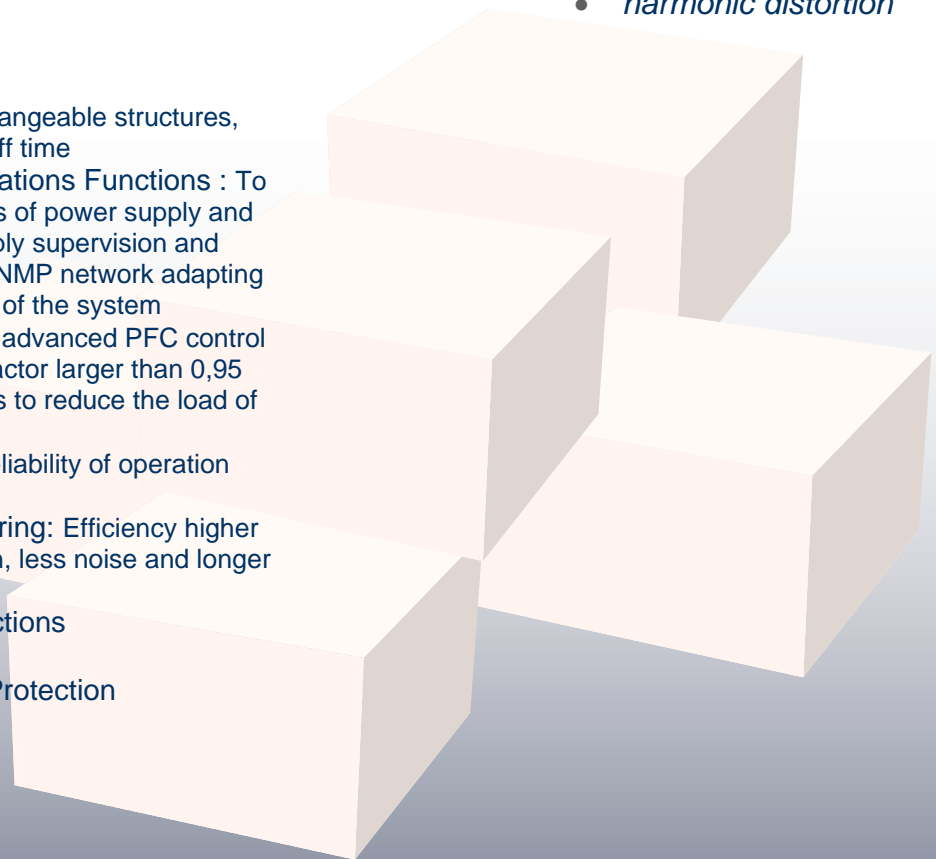 harmonic distortion
angeable structures,
ff time
ations Functions : To
s of power supply and
ly supervision and
NMP network adapting
of the system
advanced PFC control
actor larger than 0,95
s to reduce the load of
liability of operation
ring: Efficiency higher
, less noise and longer
ctions
Protection